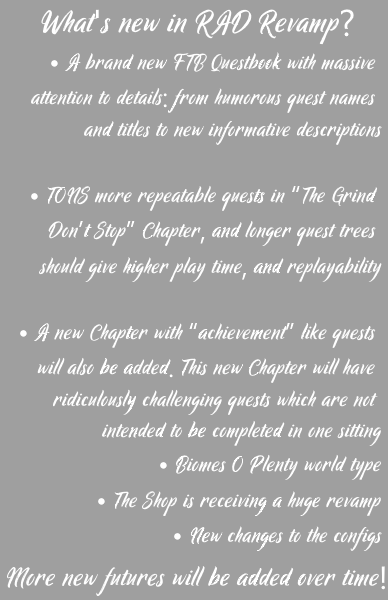 What's new in RAD Revamp?
• A brand new FTB Questbook with massive
attention to details: from humorous quest names
and titles to new informative descriptions
• TONS more repeatable quests in "The Grind
Don't Stop" Chapter, and longer quest trees
should give higher play time, and replayability
• A new Chapter with "achievement" like quests
will also be added. This new Chapter will have
ridiculously challenging quests which are not
intended to be completed in one sitting
• Biomes O Plenty world type
• The Shop is receiving a huge revamp
• New changes to the configs
More new futures will be added over time!